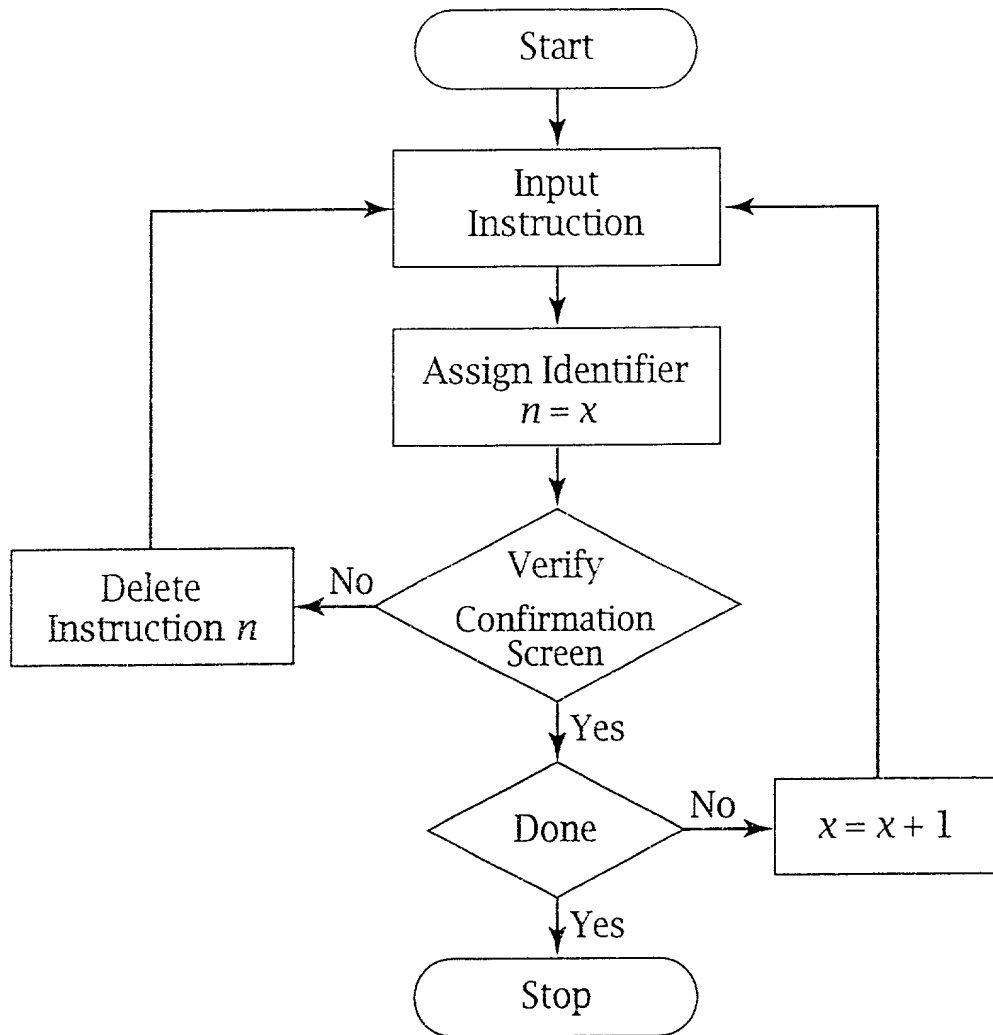 Start
Input
Instruction
Assign Identifier
n = x
Verify
Confirmation
Screen
No
Delete
Instruction n
Yes
Done
No
x = x + 1
Yes
Stop